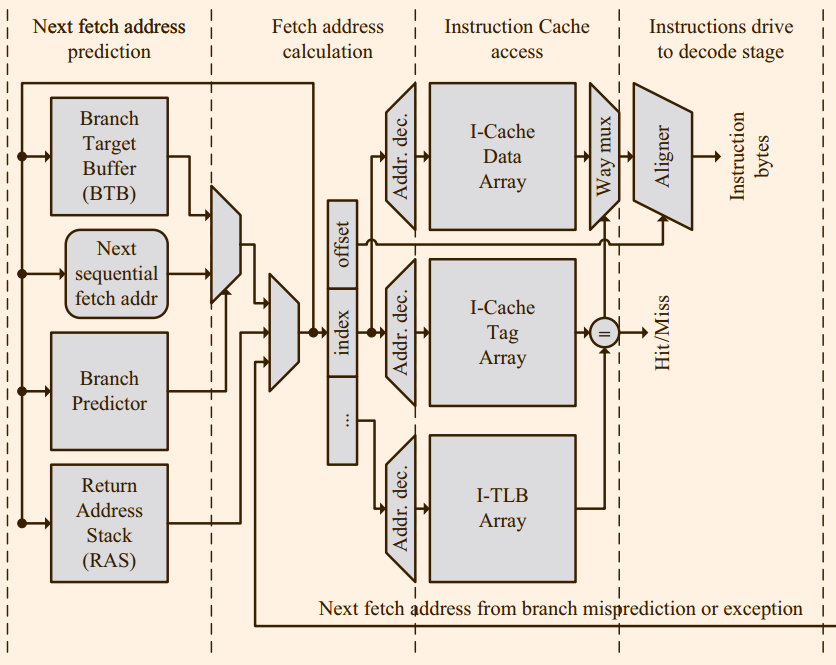 Next fetch address
prediction
Fetch address
calculation
Instruction Cache
access
Instructions drive
to decode stage
Branch
Target
Buffer
(BTB)
Next
sequential
fetch addr
Branch
Predictor
Return
Address
Stack
(RAS)
offset
index
...
Addr. dec.
I-Cache
Data
Array
Way mux
Aligner
Instruction
bytes
Addr. dec.
I-Cache
Tag
Array
=
Hit/Miss
Addr. dec.
I-TLB
Array
Next fetch address from branch misprediction or exception